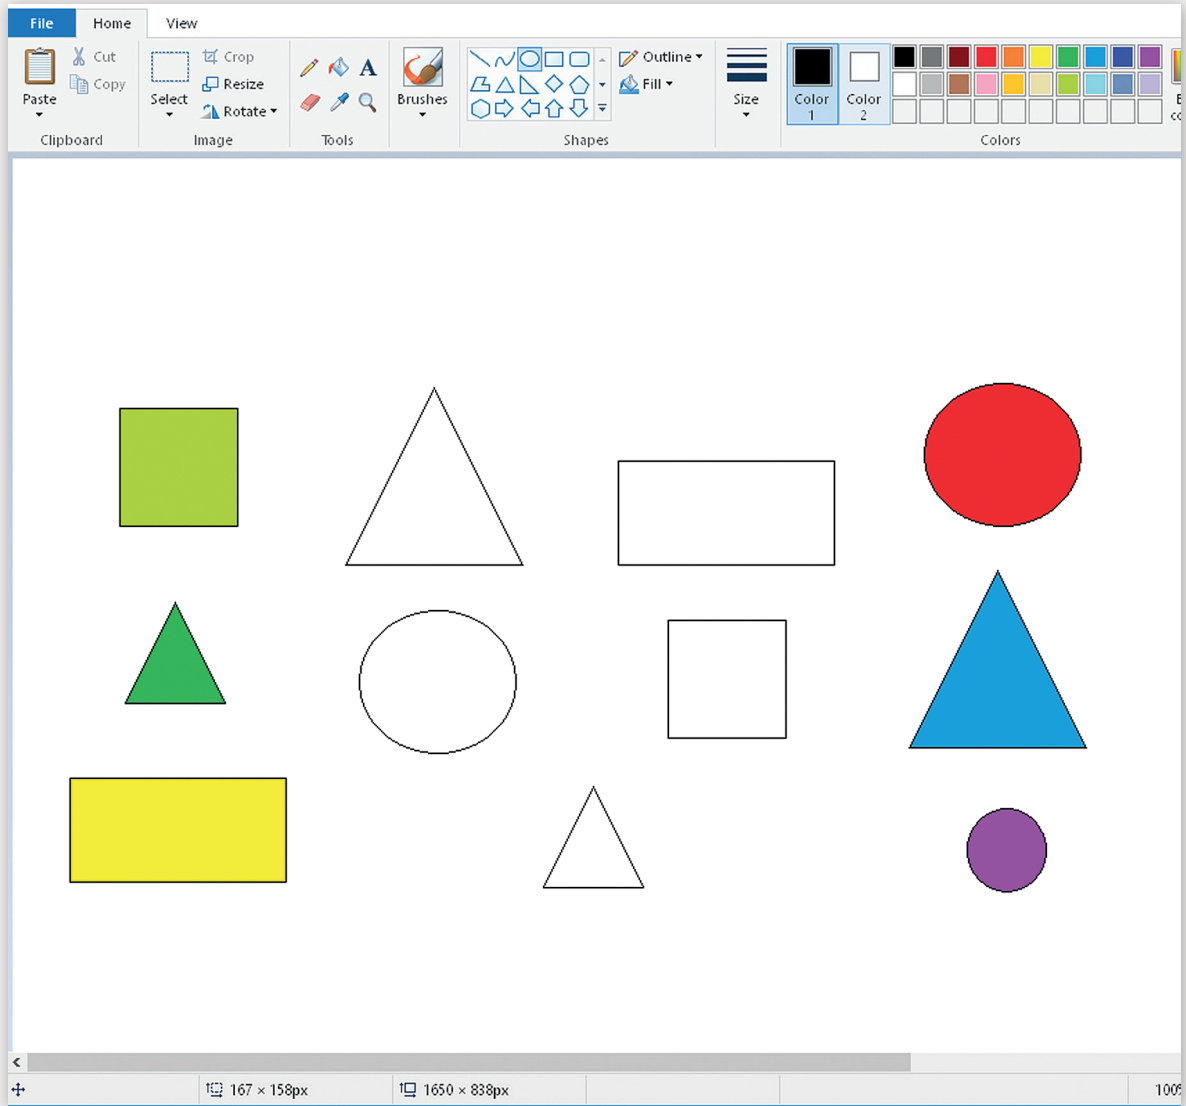 File Home View
Paste
Cut
Copy
Clipboard
Select
Crop
Resize
Rotate
Image
A
Tools
Brushes
Outline
Fill
Shapes
Size
Color
1
Color
2
Colors
167 × 158px
1650 × 838px
100%